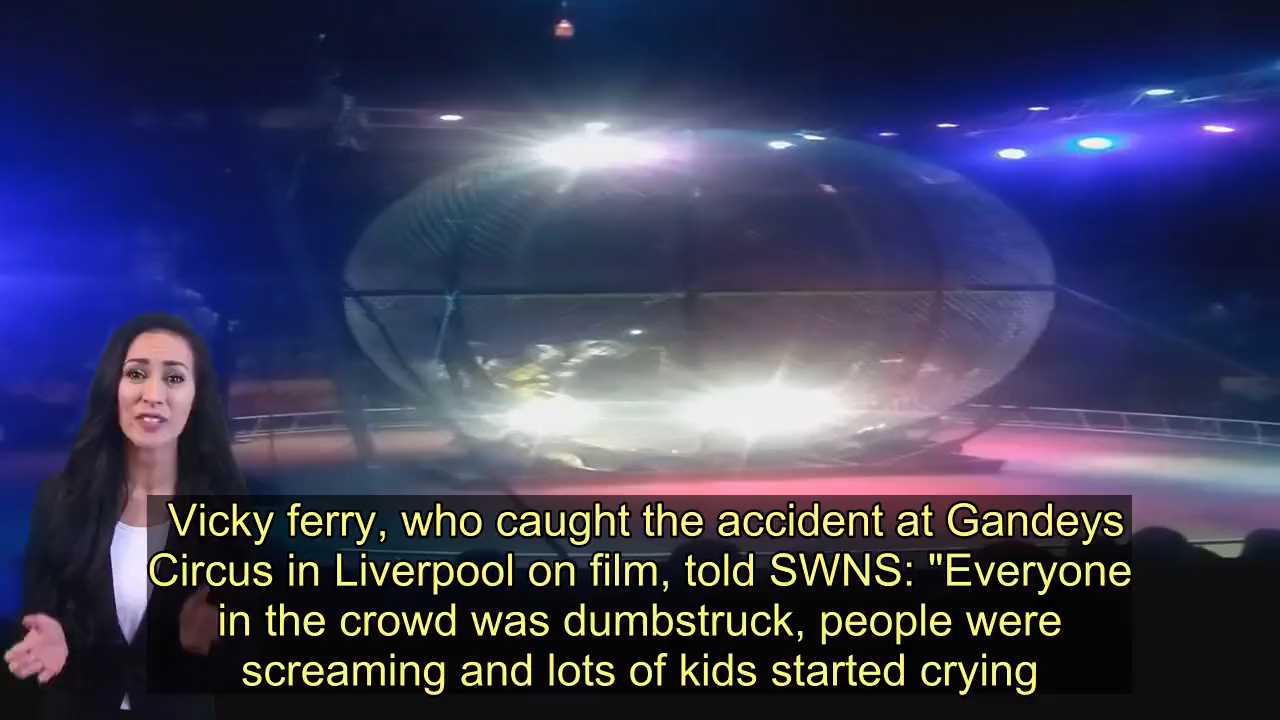 Vicky ferry, who caught the accident at Gandeys
Circus in Liverpool on film, told SWNS: "Everyone
in the crowd was dumbstruck, people were
screaming and lots of kids started crying